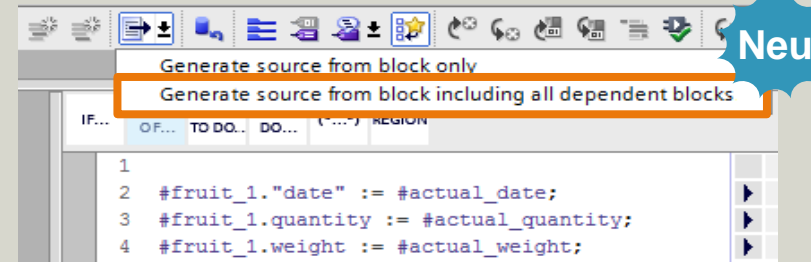 Neu
Generate source from block only
Generate source from block including all dependent blocks
IF... OF... TO DO... DO... (*...*) REGION
1
2 #fruit_1."date" := #actual_date;
3 #fruit_1.quantity := #actual_quantity;
4 #fruit_1.weight := #actual_weight;